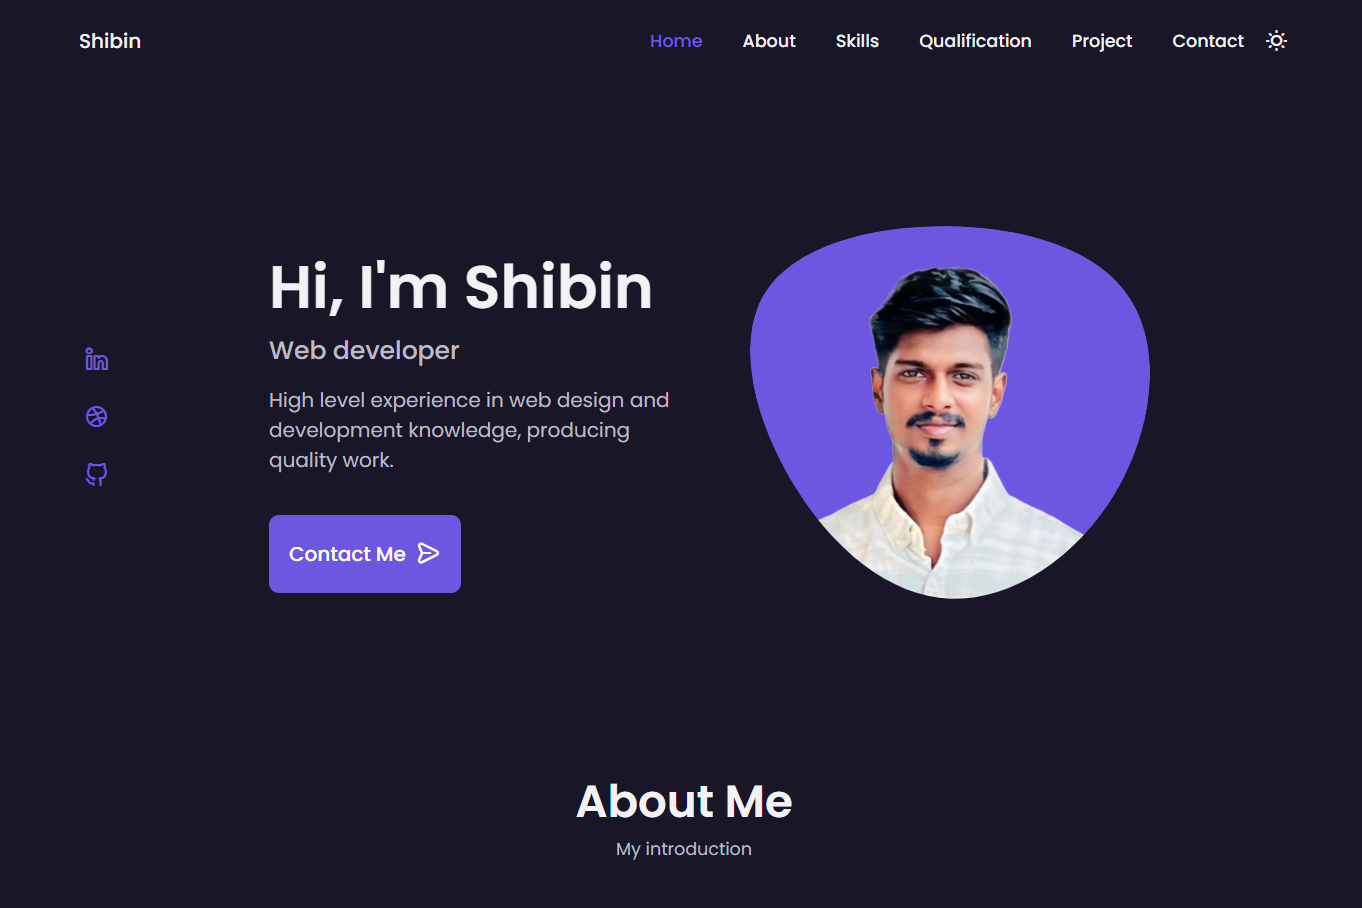 Shibin
Home About Skills Qualification Project Contact
Hi, I'm Shibin
Web developer
High level experience in web design and
development knowledge, producing
quality work.
Contact Me
About Me
My introduction